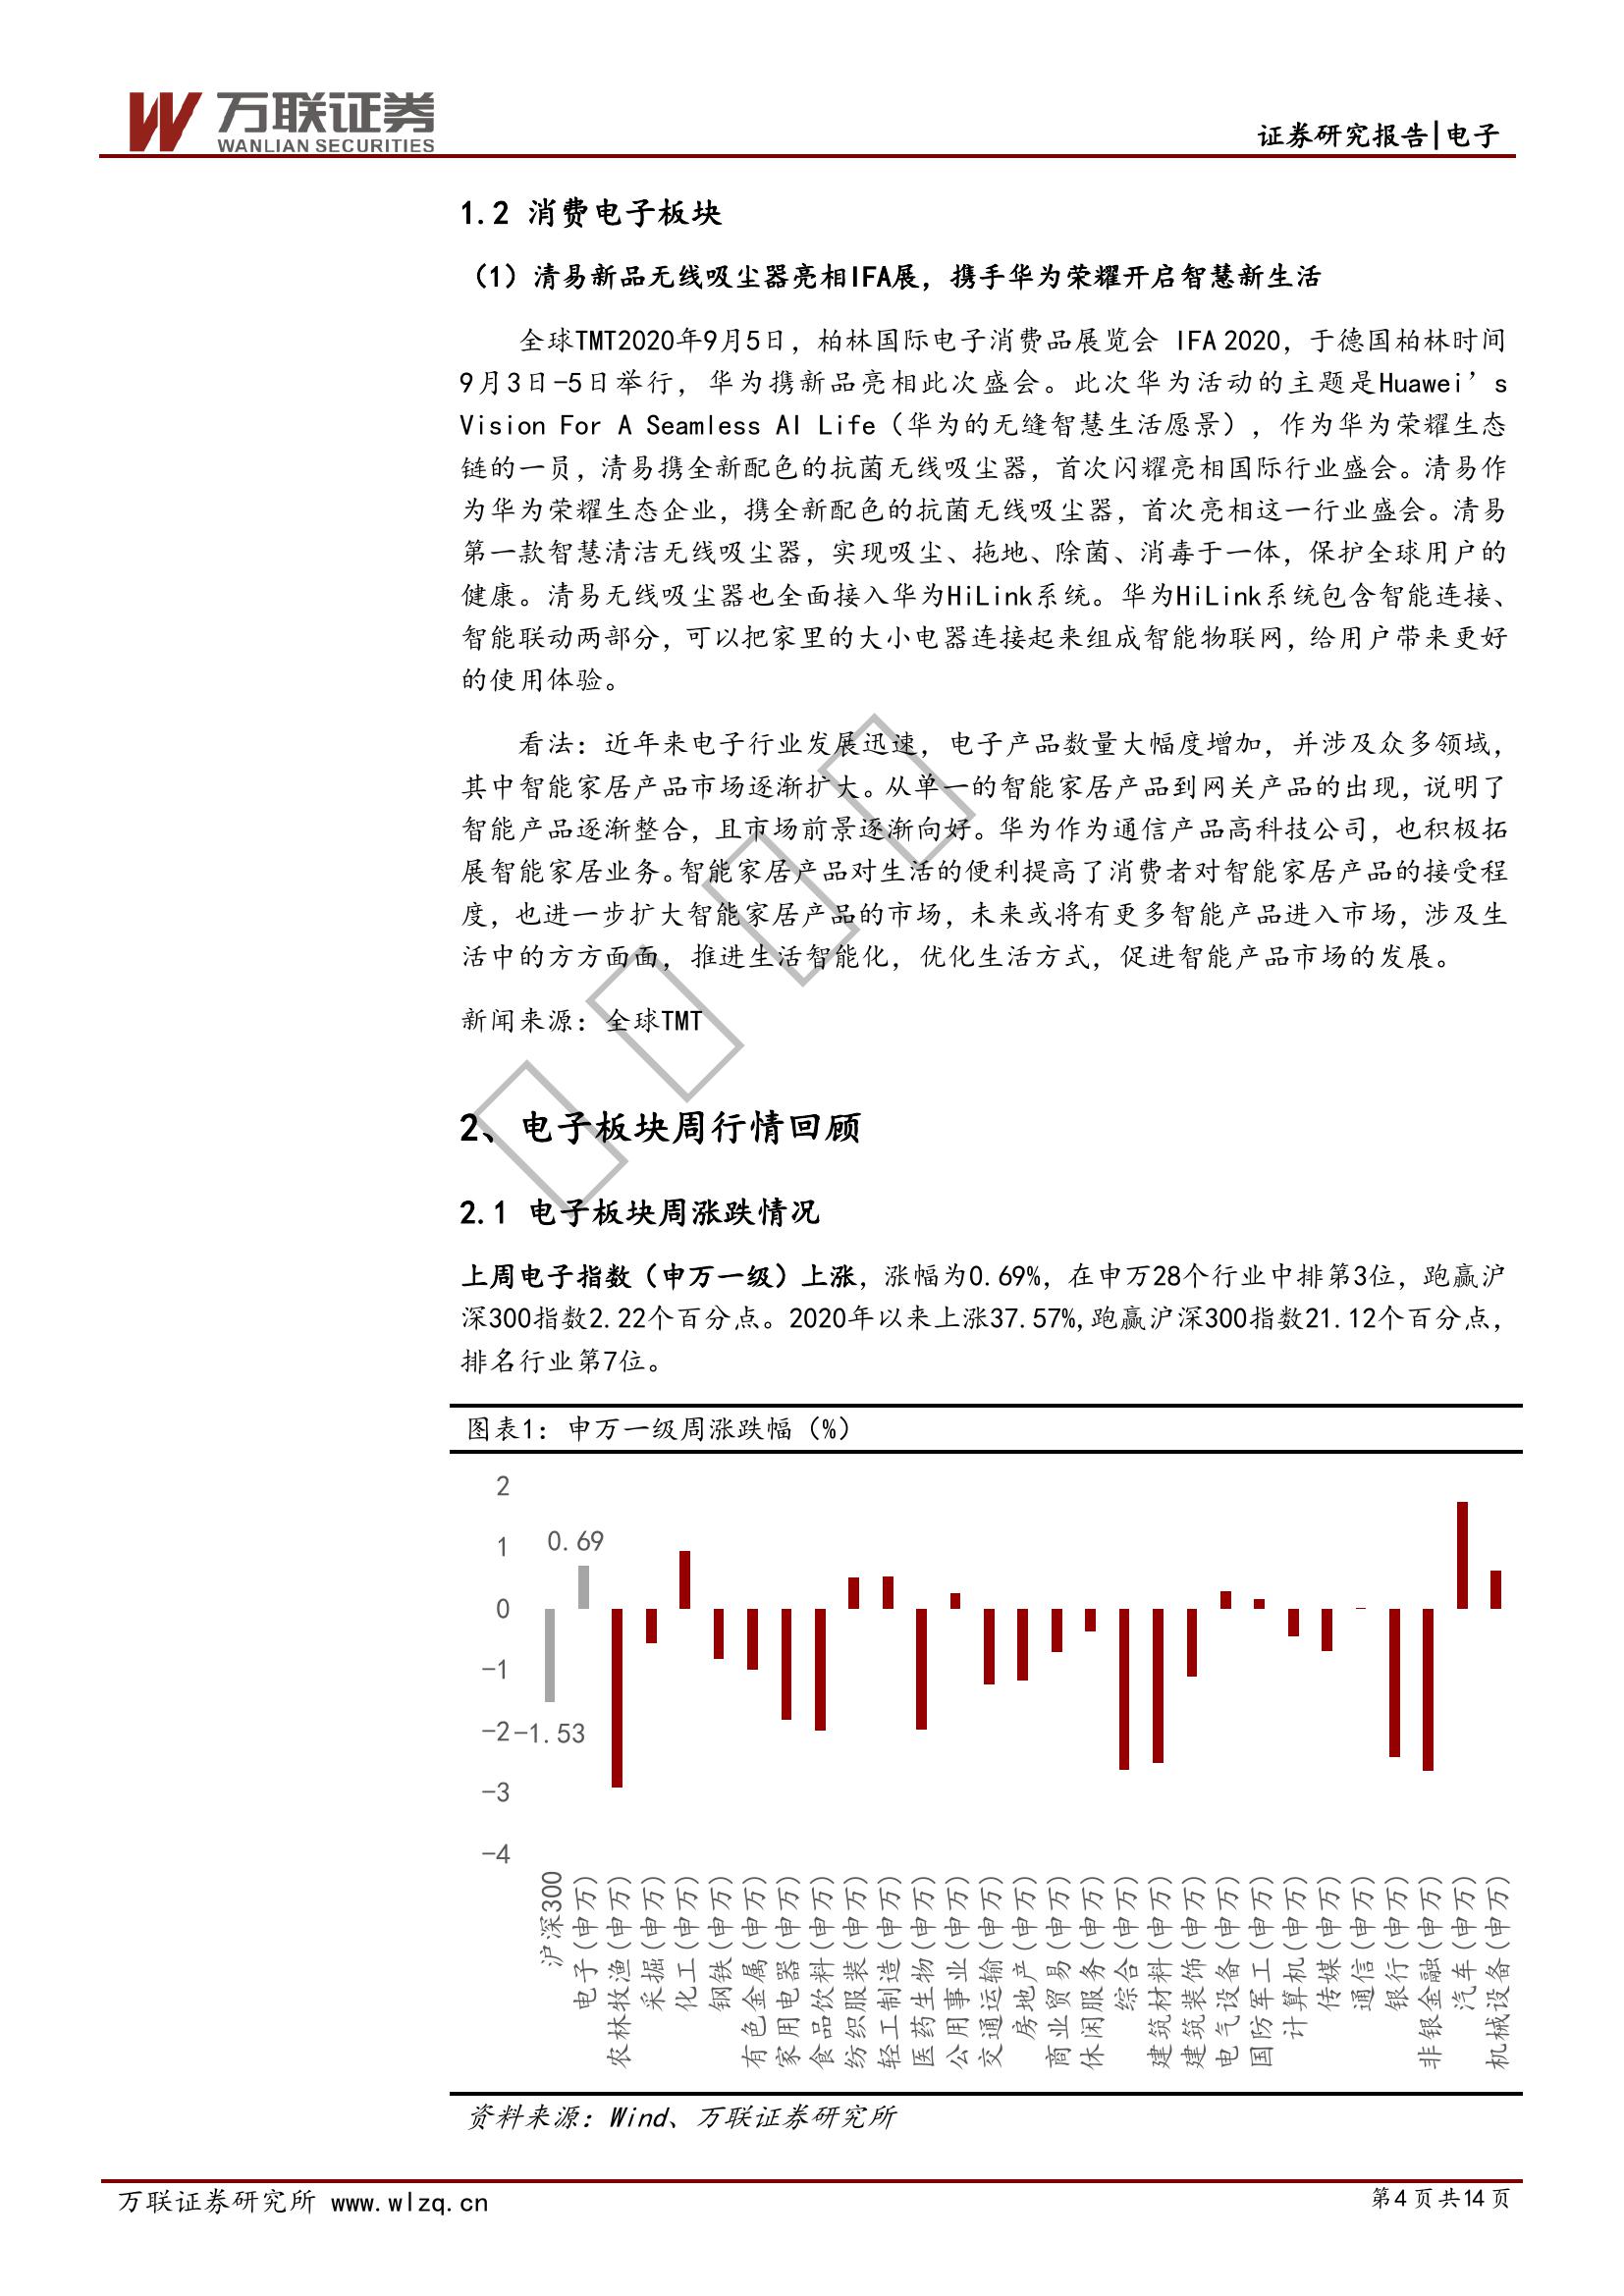 万联证券
WANLIAN SECURITIES
证券研究报告|电子
1.2 消费电子板块
（1）清易新品无线吸尘器亮相IFA展，携手华为荣耀开启智慧新生活
全球TMT2020年9月5日，柏林国际电子消费品展览会 IFA 2020，于德国柏林时间
9月3日-5日举行，华为携新品亮相此次盛会。此次华为活动的主题是Huawei’s
Vision For A Seamless AI Life（华为的无缝智慧生活愿景），作为华为荣耀生态
链的一员，清易携全新配色的抗菌无线吸尘器，首次闪耀亮相国际行业盛会。清易作
为华为荣耀生态企业，携全新配色的抗菌无线吸尘器，首次亮相这一行业盛会。清易
第一款智慧清洁无线吸尘器，实现吸尘、拖地、除菌、消毒于一体，保护全球用户的
健康。清易无线吸尘器也全面接入华为HiLink系统。华为HiLink系统包含智能连接、
智能联动两部分，可以把家里的大小电器连接起来组成智能物联网，给用户带来更好
的使用体验。
看法：近年来电子行业发展迅速，电子产品数量大幅度增加，并涉及众多领域，
其中智能家居产品市场逐渐扩大。从单一的智能家居产品到网关产品的出现，说明了
智能产品逐渐整合，且市场前景逐渐向好。华为作为通信产品高科技公司，也积极拓
展智能家居业务。智能家居产品对生活的便利提高了消费者对智能家居产品的接受程
度，也进一步扩大智能家居产品的市场，未来或将有更多智能产品进入市场，涉及生
活中的方方面面，推进生活智能化，优化生活方式，促进智能产品市场的发展。
新闻来源：全球TMT
2、电子板块周行情回顾
2.1 电子板块周涨跌情况
上周电子指数（申万一级）上涨，涨幅为0.69%，在申万28个行业中排第3位，跑赢沪
深300指数2.22个百分点。2020年以来上涨37.57%,跑赢沪深300指数21.12个百分点，
排名行业第7位。
图表1：申万一级周涨跌幅（%）
2
1
0
-1
-2
-3
-4
0.69
-1.53
沪深300
电子(申万)
农林牧渔(申万)
采掘(申万)
化工(申万)
钢铁(申万)
有色金属(申万)
家用电器(申万)
食品饮料(申万)
纺织服装(申万)
轻工制造(申万)
医药生物(申万)
公用事业(申万)
交通运输(申万)
房地产(申万)
商业贸易(申万)
休闲服务(申万)
综合(申万)
建筑材料(申万)
建筑装饰(申万)
电气设备(申万)
国防军工(申万)
计算机(申万)
传媒(申万)
通信(申万)
银行(申万)
非银金融(申万)
汽车(申万)
机械设备(申万)
资料来源：Wind、万联证券研究所
万联证券研究所 www.wlzq.cn
第4页共14页